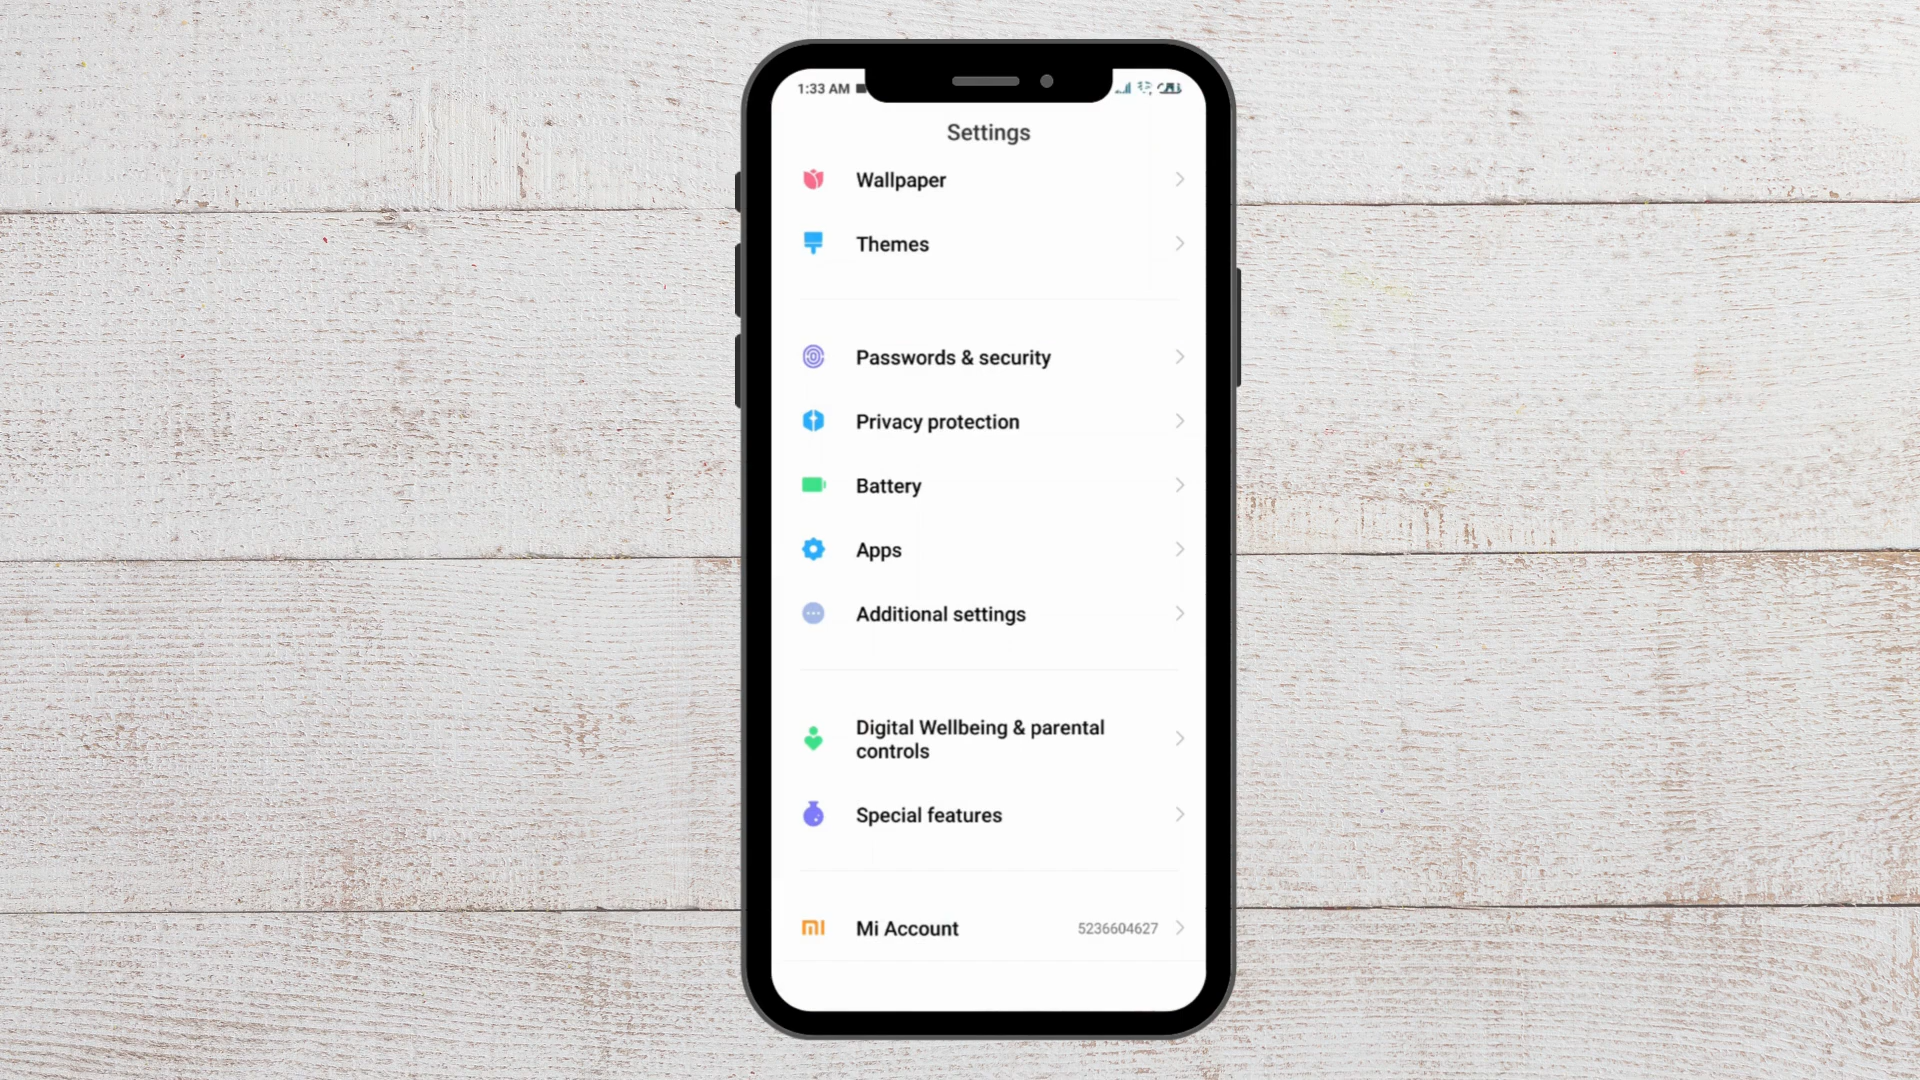 1:33 AM
Settings
Wallpaper
Themes
Passwords & security
Privacy protection
Battery
Apps
Additional settings
Digital Wellbeing & parental
controls
Special features
Mi Account 5236604627